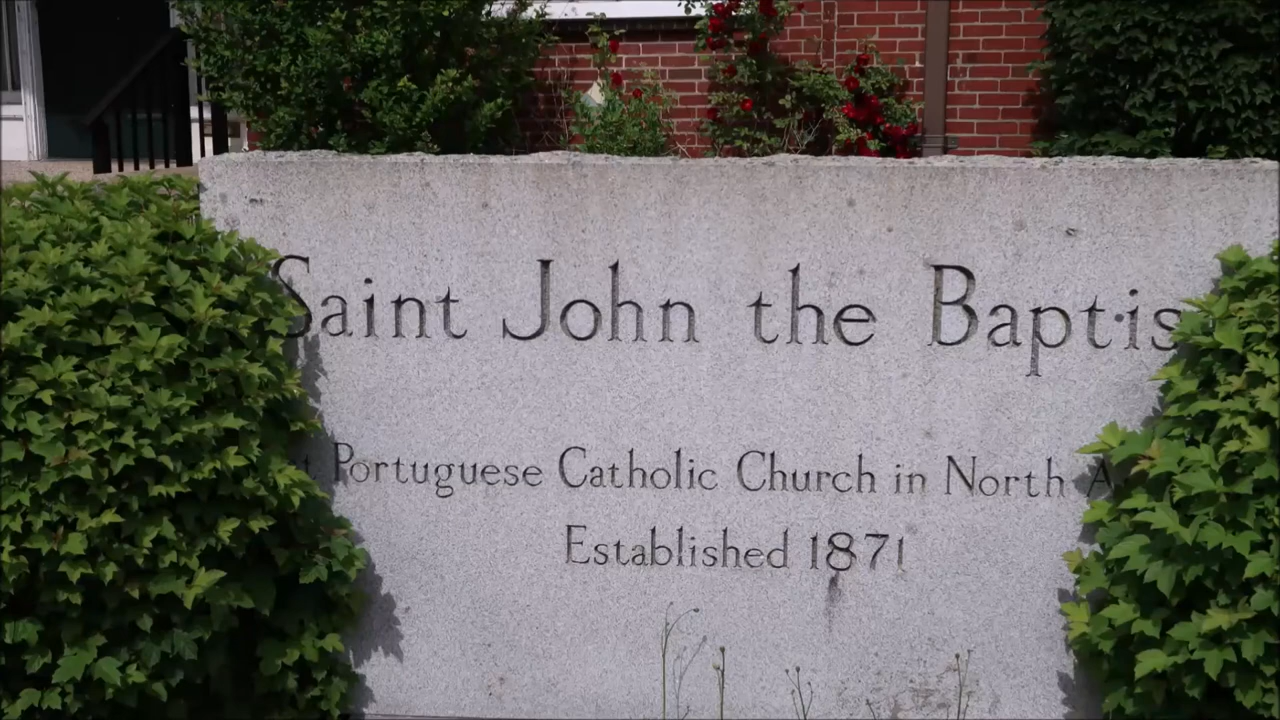 Saint John the Baptis
t Portuguese Catholic Church in North A
Established 1871